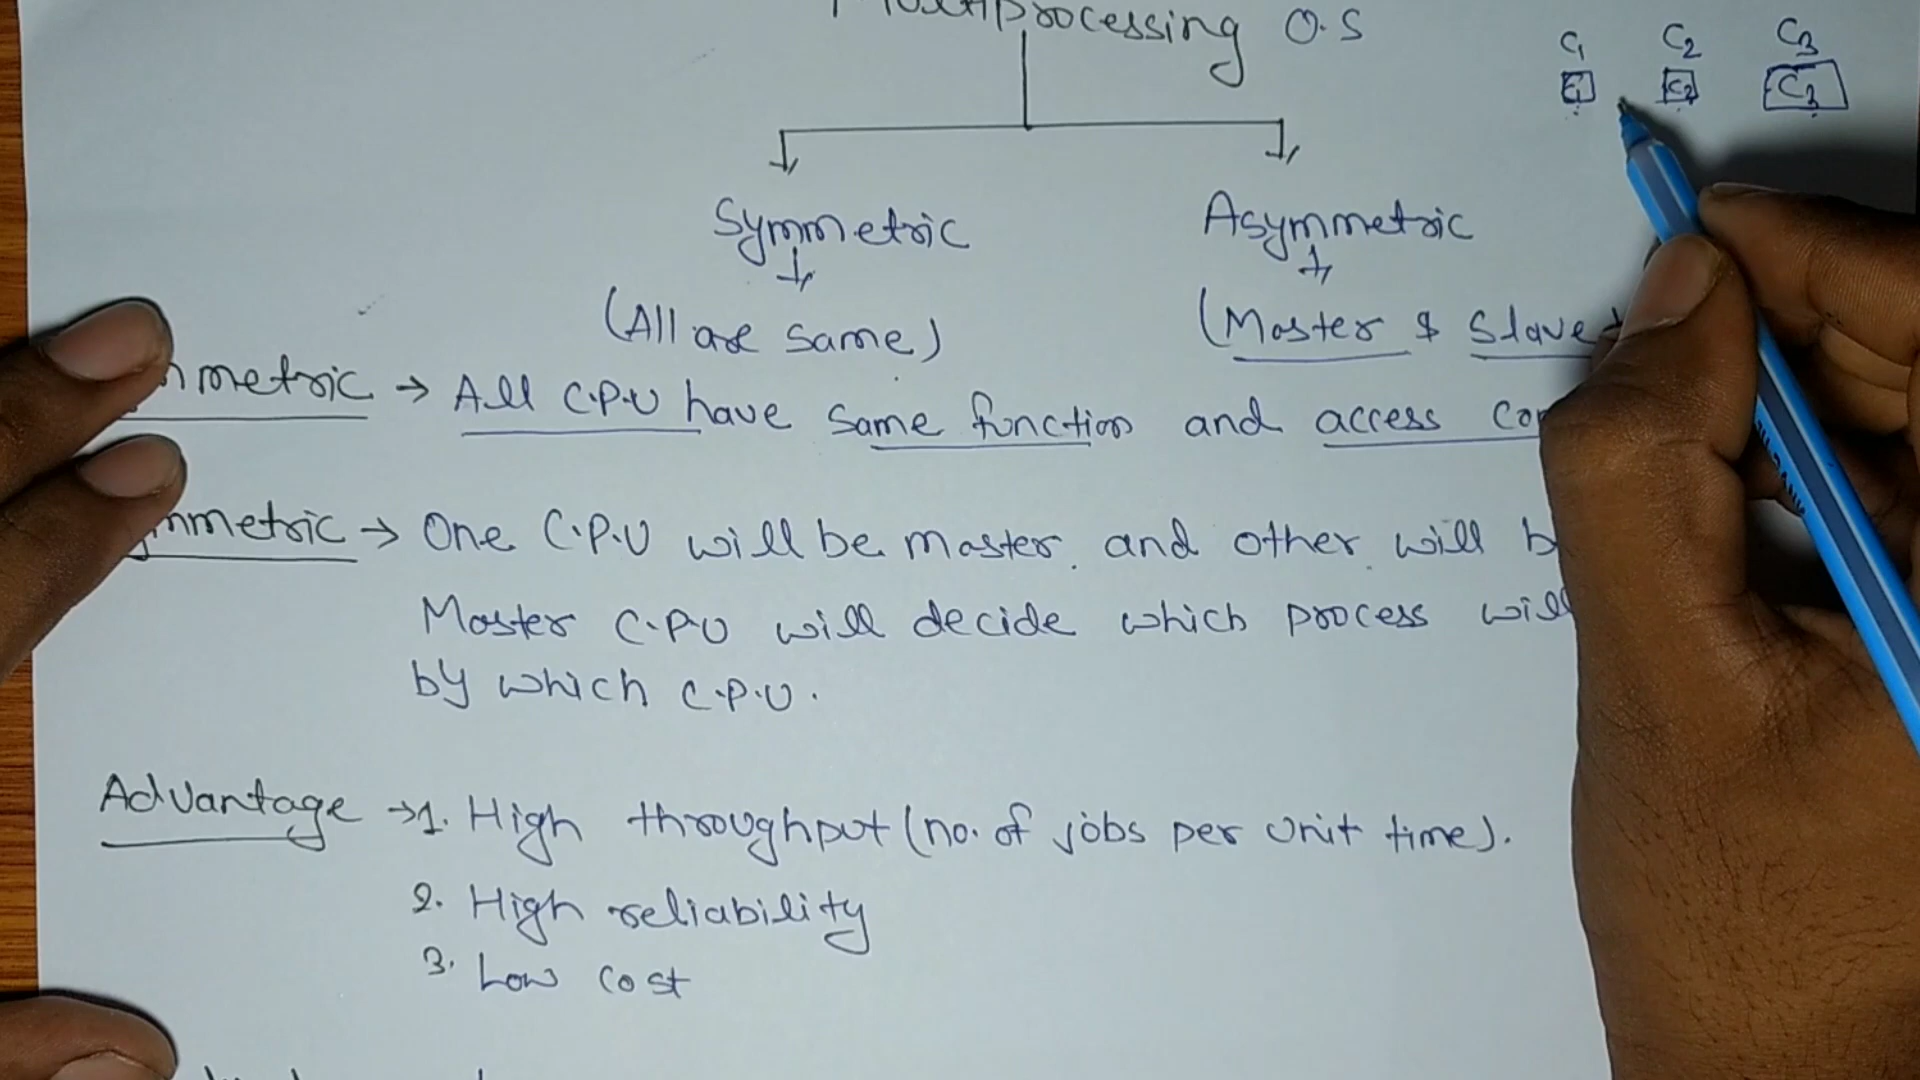 Multiprocessing O.S
C1 C2 C3
C1 C2 C3
Symmetric Asymmetric
(All are same) (Master & Slave
mmetric → All C.P.U have same function and access
mmetric → One C.P.U will be master and other will
Master C.P.U will decide which process will
by which C.P.U.
Advantage → 1. High throughput (no. of jobs per unit time).
2. High reliability
3. Low cost